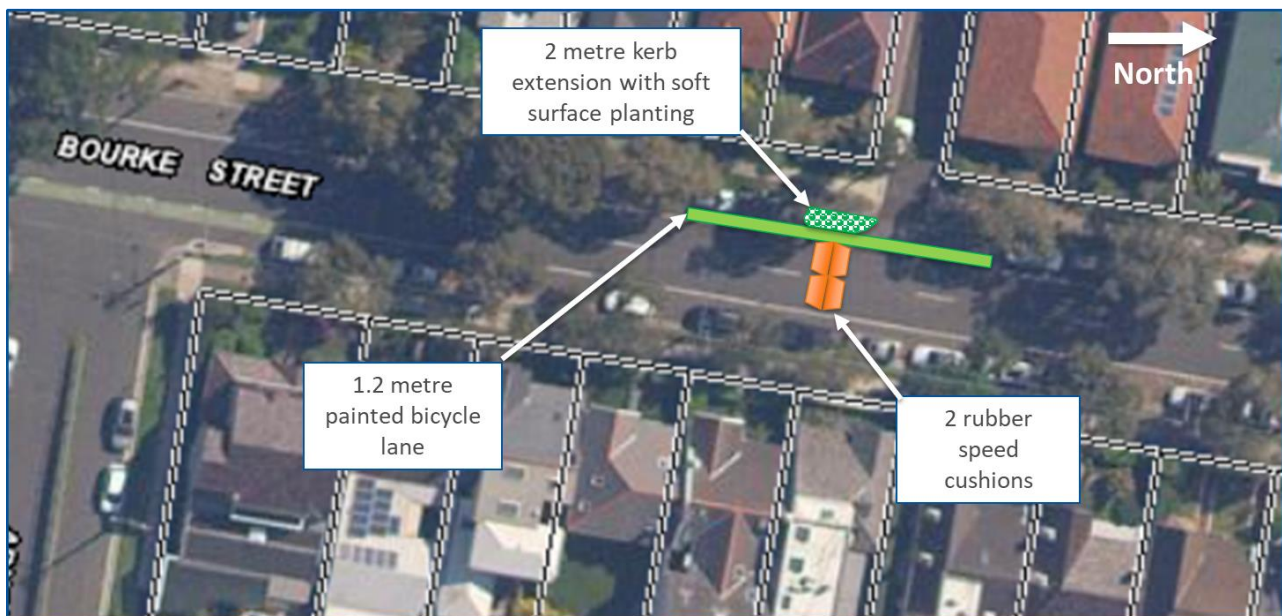 2 metre kerb
extension with soft
surface planting
North
BOURKE STREET
1.2 metre
painted bicycle
lane
2 rubber
speed
cushions